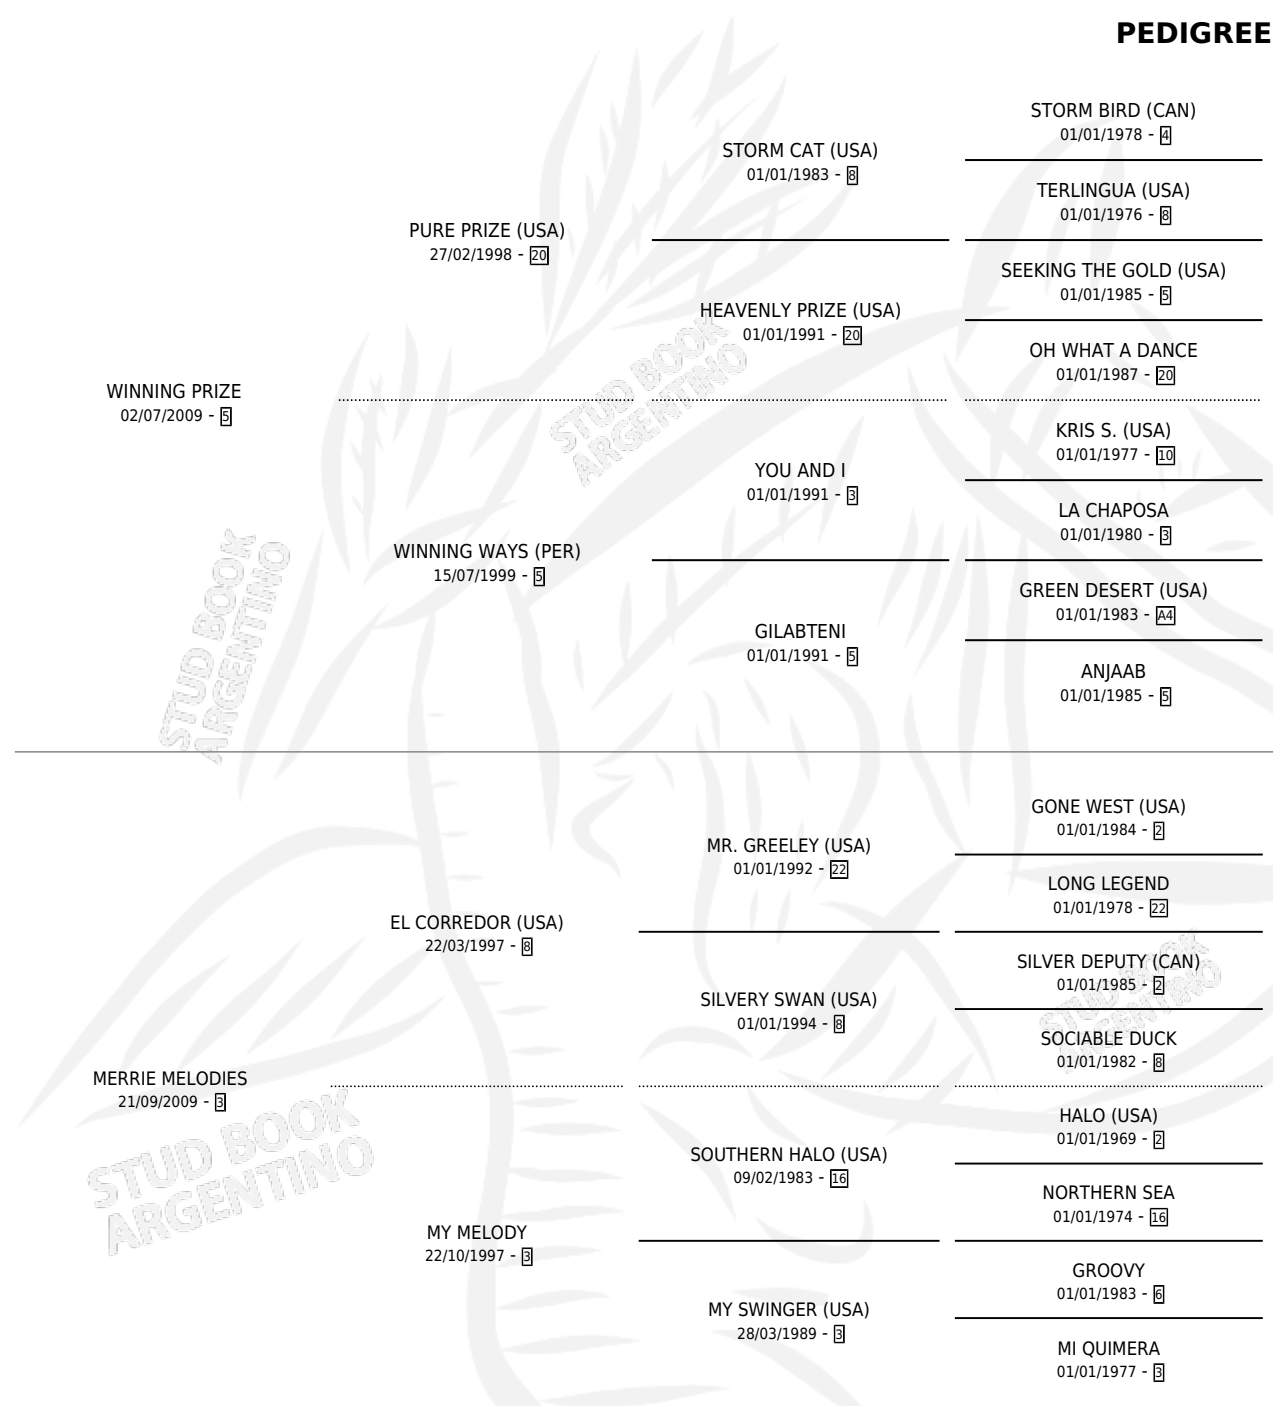 PEDIGREE
STORM BIRD (CAN)
01/01/1978 - 4
STORM CAT (USA)
01/01/1983 - 8
TERLINGUA (USA)
01/01/1976 - 8
PURE PRIZE (USA)
27/02/1998 - 20
SEEKING THE GOLD (USA)
01/01/1985 - 5
HEAVENLY PRIZE (USA)
01/01/1991 - 20
OH WHAT A DANCE
01/01/1987 - 20
WINNING PRIZE
02/07/2009 - 5
KRIS S. (USA)
01/01/1977 - 10
YOU AND I
01/01/1991 - 3
LA CHAPOSA
01/01/1980 - 3
WINNING WAYS (PER)
15/07/1999 - 5
GREEN DESERT (USA)
01/01/1983 - A4
GILABTENI
01/01/1991 - 5
ANJAAB
01/01/1985 - 5
GONE WEST (USA)
01/01/1984 - 2
MR. GREELEY (USA)
01/01/1992 - 22
LONG LEGEND
01/01/1978 - 22
EL CORREDOR (USA)
22/03/1997 - 8
SILVER DEPUTY (CAN)
01/01/1985 - 2
SILVERY SWAN (USA)
01/01/1994 - 8
SOCIABLE DUCK
01/01/1982 - 8
MERRIE MELODIES
21/09/2009 - 3
HALO (USA)
01/01/1969 - 2
SOUTHERN HALO (USA)
09/02/1983 - 16
NORTHERN SEA
01/01/1974 - 16
MY MELODY
22/10/1997 - 3
GROOVY
01/01/1983 - 6
MY SWINGER (USA)
28/03/1989 - 3
MI QUIMERA
01/01/1977 - 3
STUD BOOK
ARGENTINO
STUD BOOK
ARGENTINO
STUD BOOK
ARGENTINO
STUD BOOK
ARGENTINO